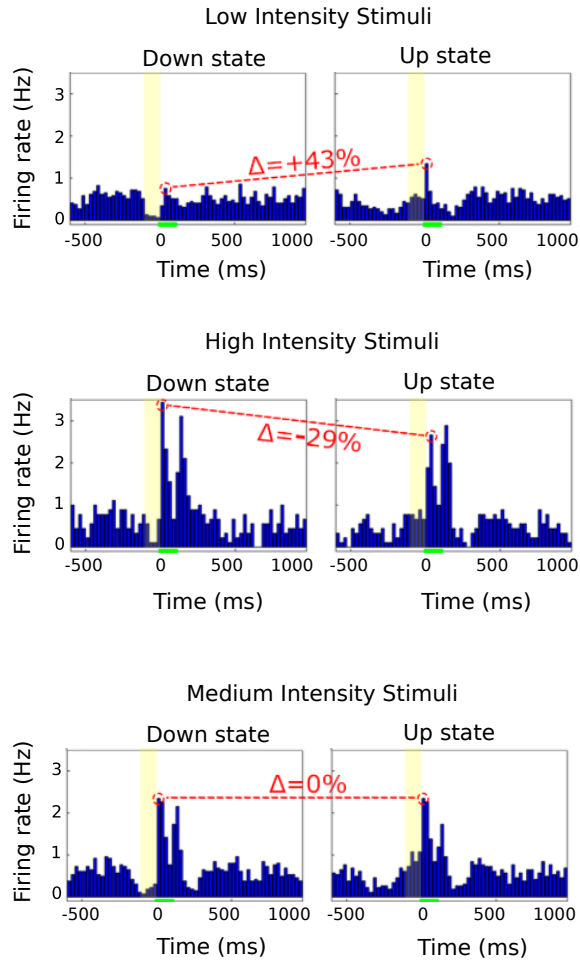 Low Intensity Stimuli
Down state
Up state
Firing rate (Hz)
3
2
1
0
Δ=+43%
-500
0
500
1000
-500
0
500
1000
Time (ms)
Time (ms)
High Intensity Stimuli
Down state
Up state
Firing rate (Hz)
3
2
1
0
Δ=-29%
-500
0
500
1000
-500
0
500
1000
Time (ms)
Time (ms)
Medium Intensity Stimuli
Down state
Up state
Firing rate (Hz)
3
2
1
0
Δ=0%
-500
0
500
1000
-500
0
500
1000
Time (ms)
Time (ms)